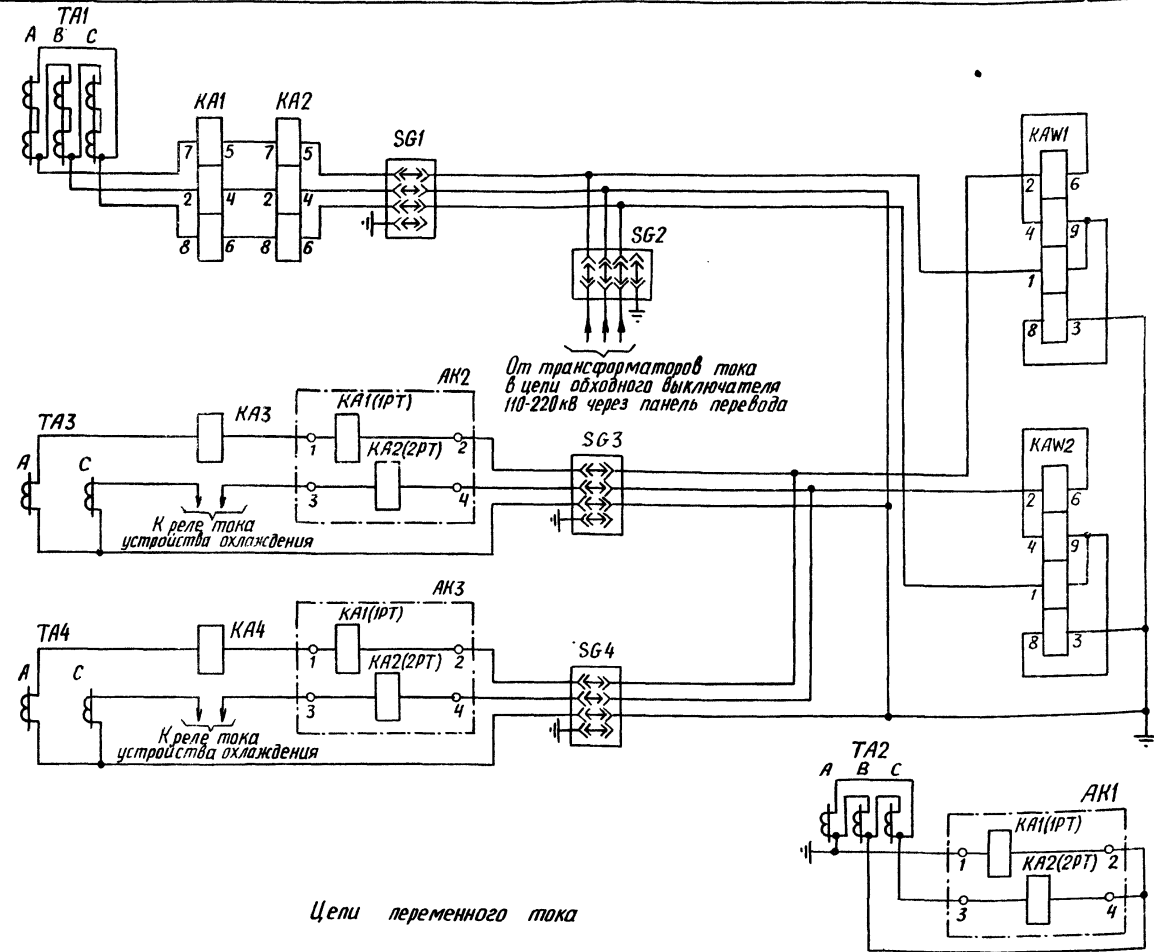 TA1
A B C
KA1
KA2
SG1
7 5 7 5
2 4 2 4
8 6 8 6
SG2
От трансформаторов тока
в цепи обходного выключателя
110-220кВ через панель перевода
KAW1
2 6
4 9
1
8 3
AK2
TA3
KA3
KA1(1PT)
1 2
KA2(2PT)
3 4
A C
К реле тока
устройства охлаждения
SG3
KAW2
2 6
4 9
1
8 3
AK3
TA4
KA4
KA1(1PT)
1 2
KA2(2PT)
3 4
A C
К реле тока
устройства охлаждения
SG4
TA2
A B C
AK1
KA1(1PT)
1 2
KA2(2PT)
3 4
Цепи переменного тока